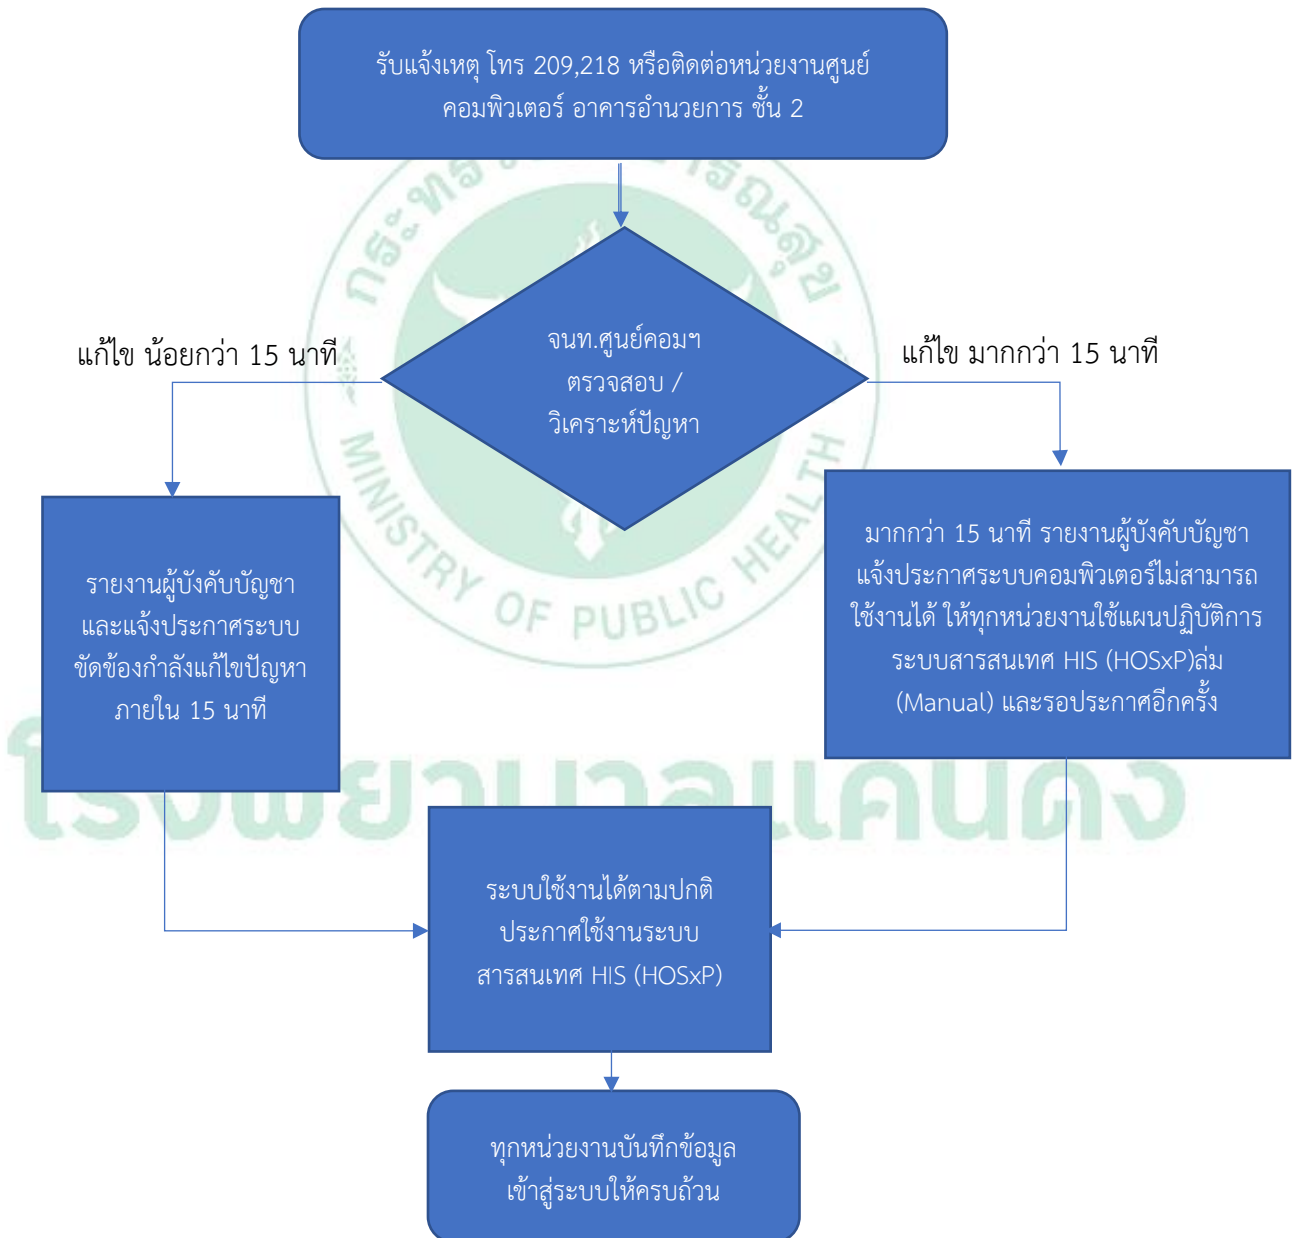 รับแจ้งเหตุ โทร 209,218 หรือติดต่อหน่วยงานศูนย์
คอมพิวเตอร์ อาคารอำนวยการ ชั้น 2
จนท.ศูนย์คอมฯ
ตรวจสอบ /
วิเคราะห์ปัญหา
แก้ไข น้อยกว่า 15 นาที
แก้ไข มากกว่า 15 นาที
รายงานผู้บังคับบัญชา
และแจ้งประกาศระบบ
ขัดข้องกำลังแก้ไขปัญหา
ภายใน 15 นาที
มากกว่า 15 นาที รายงานผู้บังคับบัญชา
แจ้งประกาศระบบคอมพิวเตอร์ไม่สามารถ
ใช้งานได้ ให้ทุกหน่วยงานใช้แผนปฏิบัติการ
ระบบสารสนเทศ HIS (HOSxP)ล่ม
(Manual) และรอประกาศอีกครั้ง
ระบบใช้งานได้ตามปกติ
ประกาศใช้งานระบบ
สารสนเทศ HIS (HOSxP)
ทุกหน่วยงานบันทึกข้อมูล
เข้าสู่ระบบให้ครบถ้วน
MINISTRY OF PUBLIC HEALTH